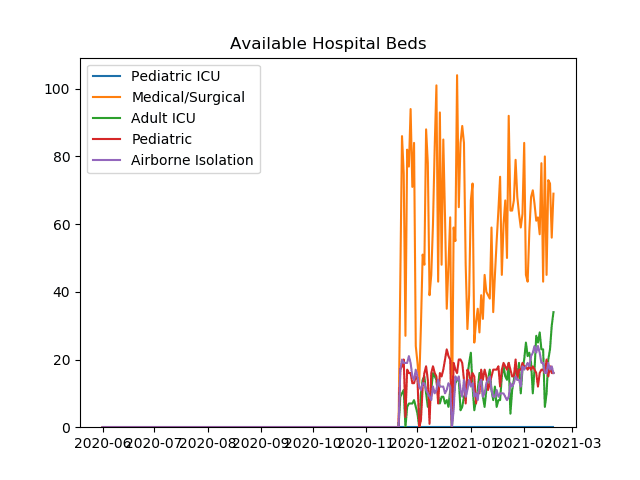 Available Hospital Beds
Pediatric ICU
Medical/Surgical
Adult ICU
Pediatric
Airborne Isolation
100
80
60
40
20
0
2020-06 2020-07 2020-08 2020-09 2020-10 2020-11 2020-12 2021-01 2021-02 2021-03